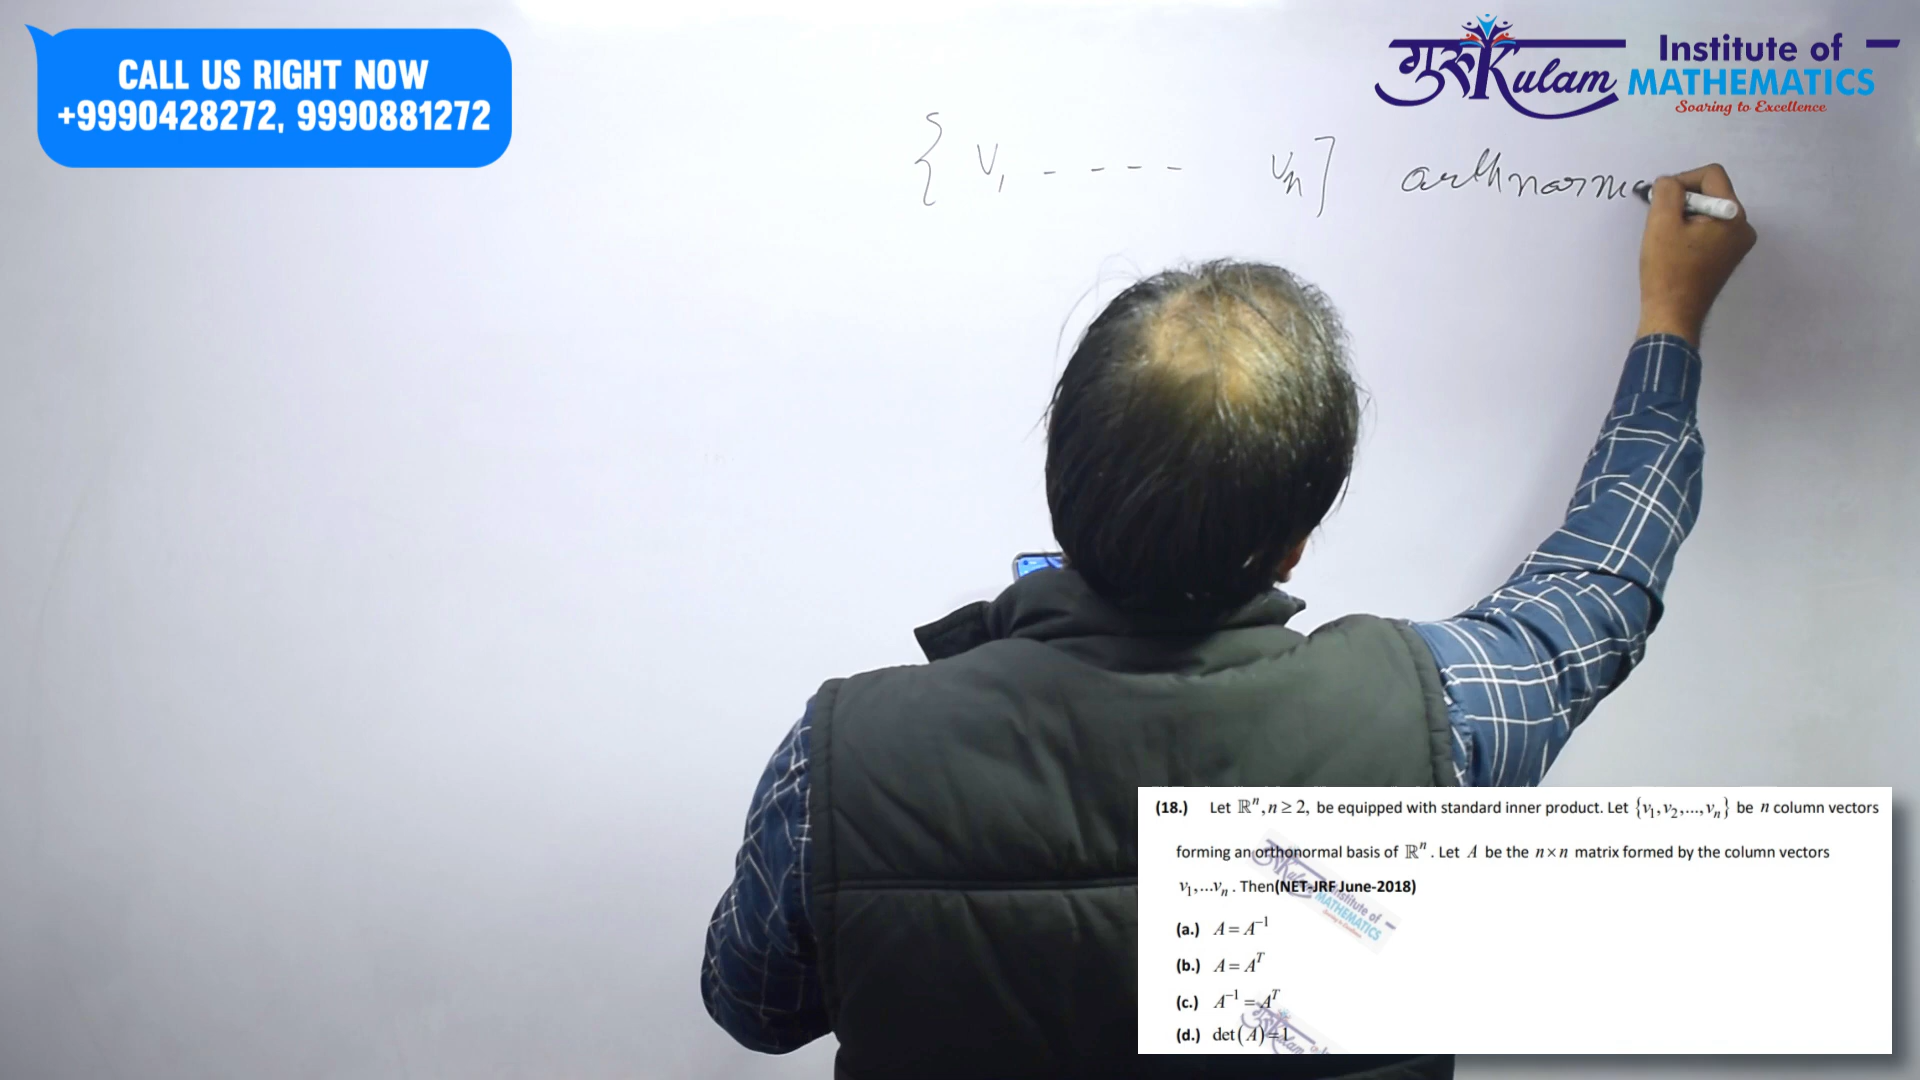 CALL US RIGHT NOW
+9990428272, 9990881272
गुरुKulam Institute of
MATHEMATICS
Soaring to Excellence
{ v₁ - - - - vₙ } orthnorma
(18.) Let ℝⁿ, n ≥ 2, be equipped with standard inner product. Let {v₁, v₂, ..., vₙ} be n column vectors
forming an orthonormal basis of ℝⁿ. Let A be the n×n matrix formed by the column vectors
v₁,...vₙ. Then(NET-JRF June-2018)
(a.) A = A⁻¹
(b.) A = Aᵀ
(c.) A⁻¹ = Aᵀ
(d.) det(A)=1